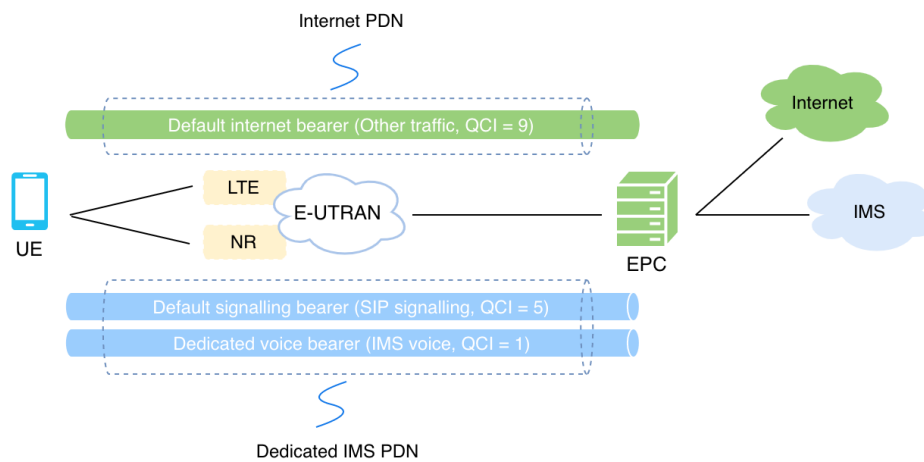 Internet PDN
Default internet bearer (Other traffic, QCI = 9)
Internet
LTE
E-UTRAN
IMS
NR
UE
EPC
Default signalling bearer (SIP signalling, QCI = 5)
Dedicated voice bearer (IMS voice, QCI = 1)
Dedicated IMS PDN